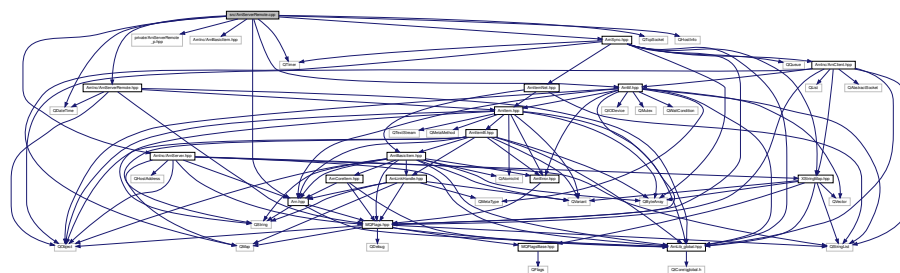 src/ArnServerRemote.cpp
private/ArnServerRemote
_p.hpp
ArnInc/ArnBasicItem.hpp
QTimer
ArnSync.hpp
QTcpSocket
QHostInfo
QQueue
ArnInc/ArnClient.hpp
QDateTime
ArnInc/ArnServerRemote.hpp
ArnItemNet.hpp
ArnM.hpp
QList
QAbstractSocket
ArnItem.hpp
QIODevice
QMutex
QWaitCondition
QTextStream
QMetaMethod
ArnItemB.hpp
ArnInc/ArnServer.hpp
ArnBasicItem.hpp
QHostAddress
ArnCoreItem.hpp
ArnLinkHandle.hpp
QAtomicInt
ArnError.hpp
XStringMap.hpp
Arn.hpp
QMetaType
QVariant
QByteArray
QVector
QString
MQFlags.hpp
QObject
QMap
QDebug
MQFlagsBase.hpp
ArnLib_global.hpp
QStringList
QFlags
QtCore/qglobal.h